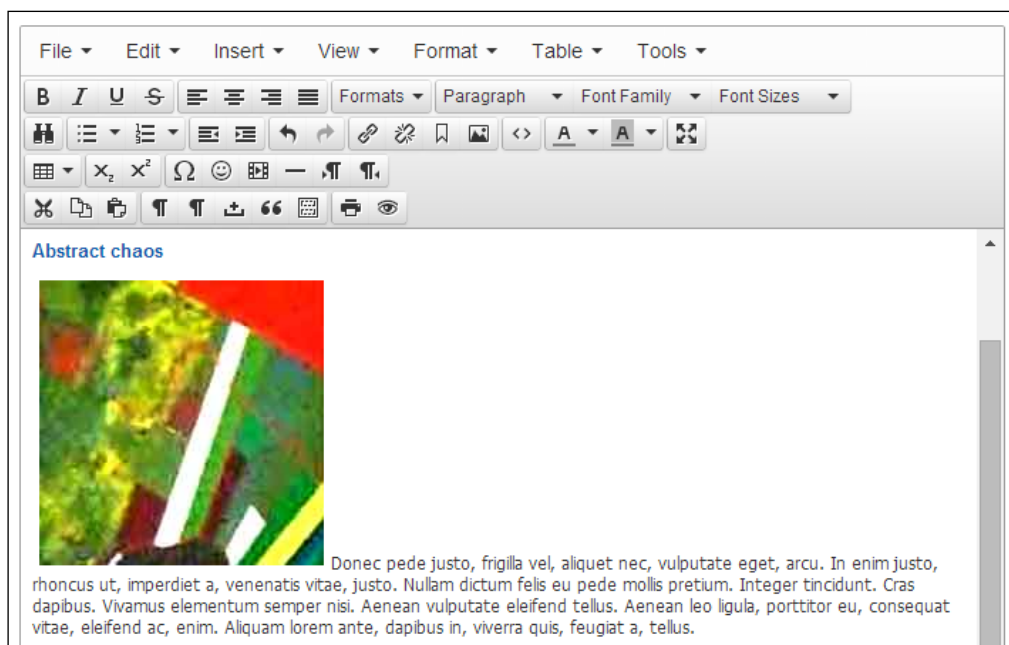 File Edit Insert View Format Table Tools
B I U S Formats Paragraph Font Family Font Sizes
A A
X₂ X²
Abstract chaos
Donec pede justo, frigilla vel, aliquet nec, vulputate eget, arcu. In enim justo,
rhoncus ut, imperdiet a, venenatis vitae, justo. Nullam dictum felis eu pede mollis pretium. Integer tincidunt. Cras
dapibus. Vivamus elementum semper nisi. Aenean vulputate eleifend tellus. Aenean leo ligula, porttitor eu, consequat
vitae, eleifend ac, enim. Aliquam lorem ante, dapibus in, viverra quis, feugiat a, tellus.